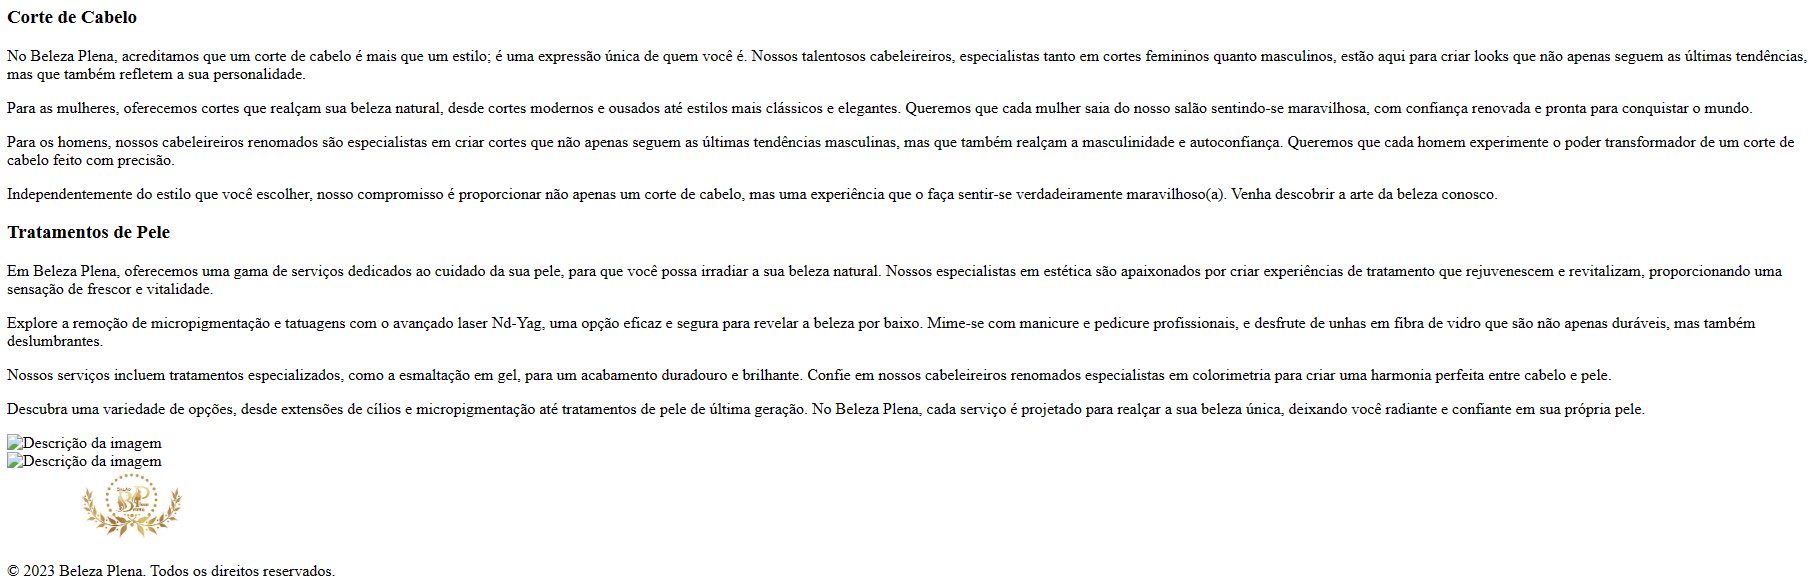 Corte de Cabelo
No Beleza Plena, acreditamos que um corte de cabelo é mais que um estilo; é uma expressão única de quem você é. Nossos talentosos cabeleireiros, especialistas tanto em cortes femininos quanto masculinos, estão aqui para criar looks que não apenas seguem as últimas tendências,
mas que também refletem a sua personalidade.
Para as mulheres, oferecemos cortes que realçam sua beleza natural, desde cortes modernos e ousados até estilos mais clássicos e elegantes. Queremos que cada mulher saia do nosso salão sentindo-se maravilhosa, com confiança renovada e pronta para conquistar o mundo.
Para os homens, nossos cabeleireiros renomados são especialistas em criar cortes que não apenas seguem as últimas tendências masculinas, mas que também realçam a masculinidade e autoconfiança. Queremos que cada homem experimente o poder transformador de um corte de
cabelo feito com precisão.
Independentemente do estilo que você escolher, nosso compromisso é proporcionar não apenas um corte de cabelo, mas uma experiência que o faça sentir-se verdadeiramente maravilhoso(a). Venha descobrir a arte da beleza conosco.
Tratamentos de Pele
Em Beleza Plena, oferecemos uma gama de serviços dedicados ao cuidado da sua pele, para que você possa irradiar a sua beleza natural. Nossos especialistas em estética são apaixonados por criar experiências de tratamento que rejuvenescem e revitalizam, proporcionando uma
sensação de frescor e vitalidade.
Explore a remoção de micropigmentação e tatuagens com o avançado laser Nd-Yag, uma opção eficaz e segura para revelar a beleza por baixo. Mime-se com manicure e pedicure profissionais, e desfrute de unhas em fibra de vidro que são não apenas duráveis, mas também
deslumbrantes.
Nossos serviços incluem tratamentos especializados, como a esmaltação em gel, para um acabamento duradouro e brilhante. Confie em nossos cabeleireiros renomados especialistas em colorimetria para criar uma harmonia perfeita entre cabelo e pele.
Descubra uma variedade de opções, desde extensões de cílios e micropigmentação até tratamentos de pele de última geração. No Beleza Plena, cada serviço é projetado para realçar a sua beleza única, deixando você radiante e confiante em sua própria pele.
Descrição da imagem
Descrição da imagem
BP
© 2023 Beleza Plena. Todos os direitos reservados.